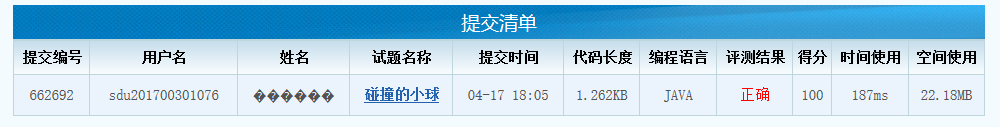 提交清单
提交编号 用户名 姓名 试题名称 提交时间 代码长度 编程语言 评测结果 得分 时间使用 空间使用
662692 sdu201700301076 ������ 碰撞的小球 04-17 18:05 1.262KB JAVA 正确 100 187ms 22.18MB